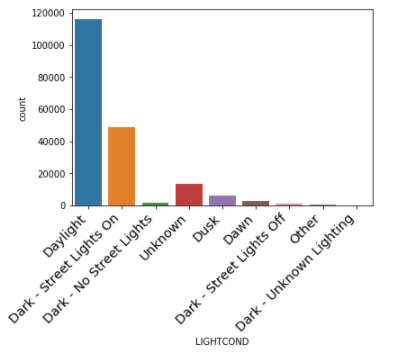 120000
100000
80000
60000
40000
20000
0
count
Daylight
Dark - Street Lights On
Dark - No Street Lights
Unknown
Dusk
Dawn
Dark - Street Lights Off
Other
Dark - Unknown Lighting
LIGHTCOND